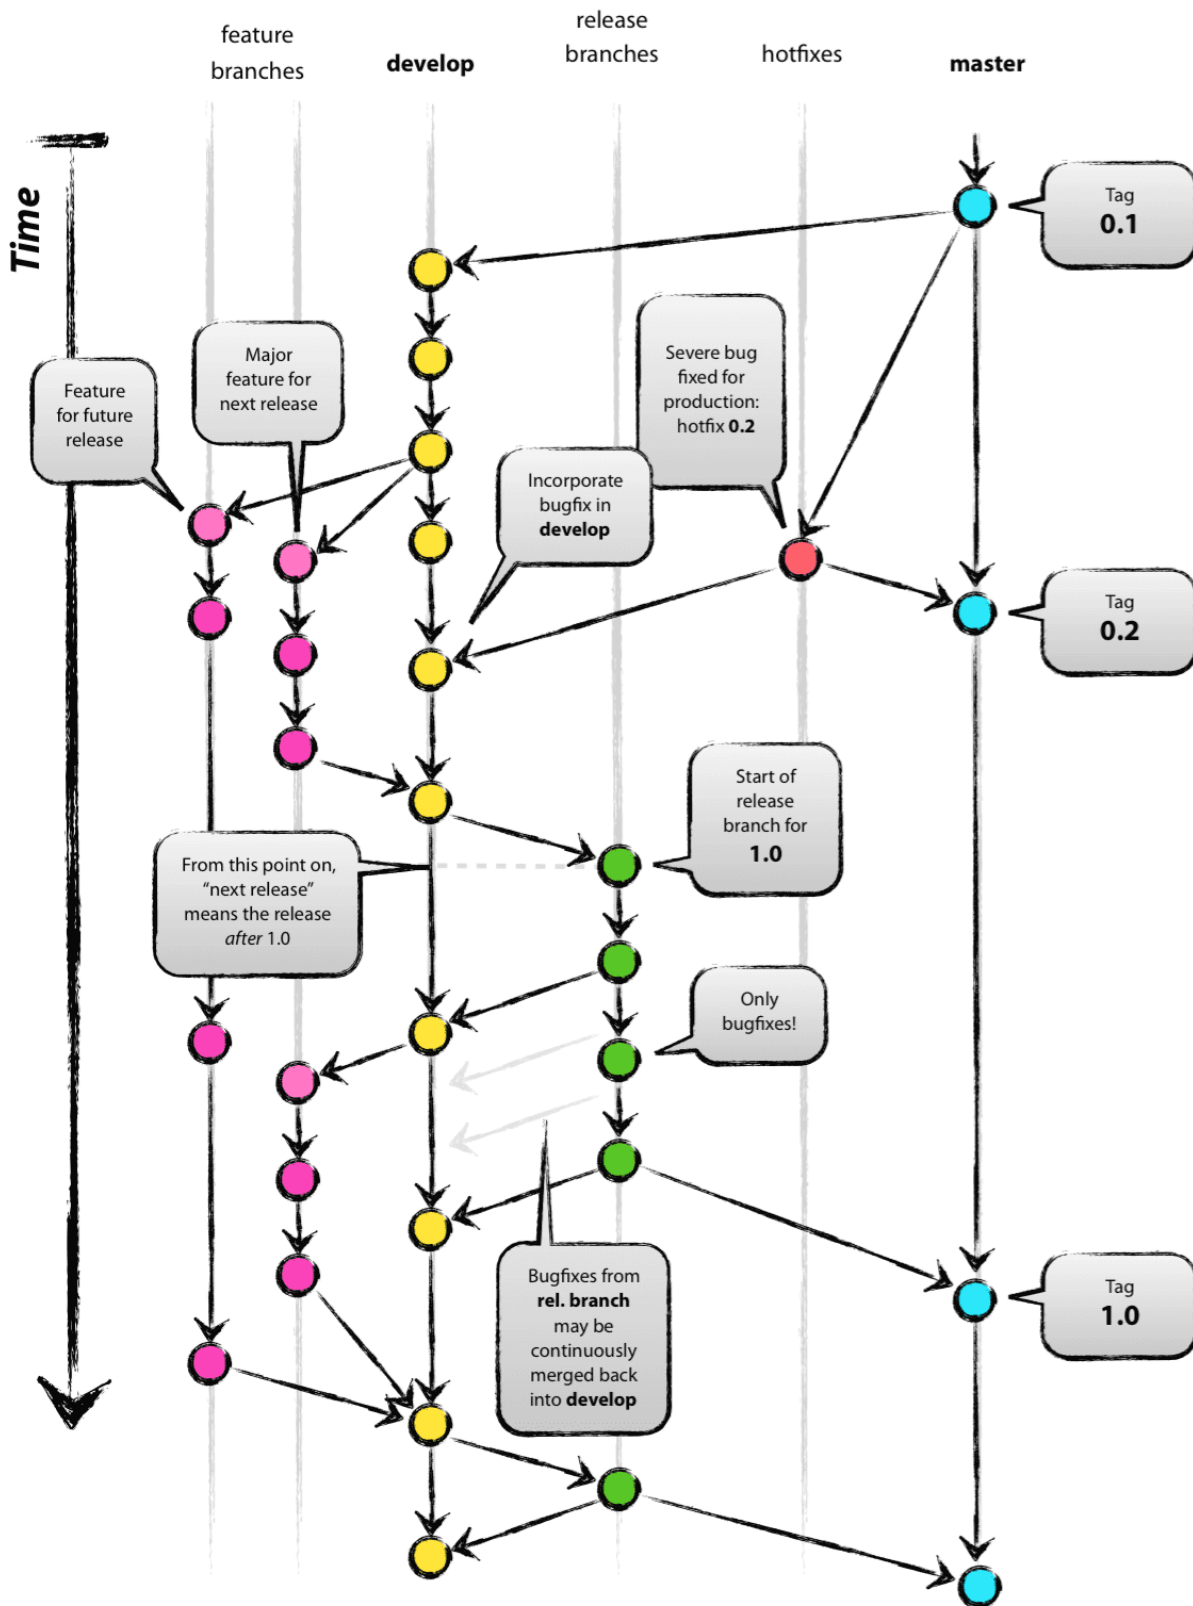 feature
branches
develop
release
branches
hotfixes
master
Time
Tag
0.1
Major
feature for
next release
Feature
for future
release
Severe bug
fixed for
production:
hotfix 0.2
Incorporate
bugfix in
develop
Tag
0.2
Start of
release
branch for
1.0
From this point on,
“next release”
means the release
after 1.0
Only
bugfixes!
Bugfixes from
rel. branch
may be
continuously
merged back
into develop
Tag
1.0